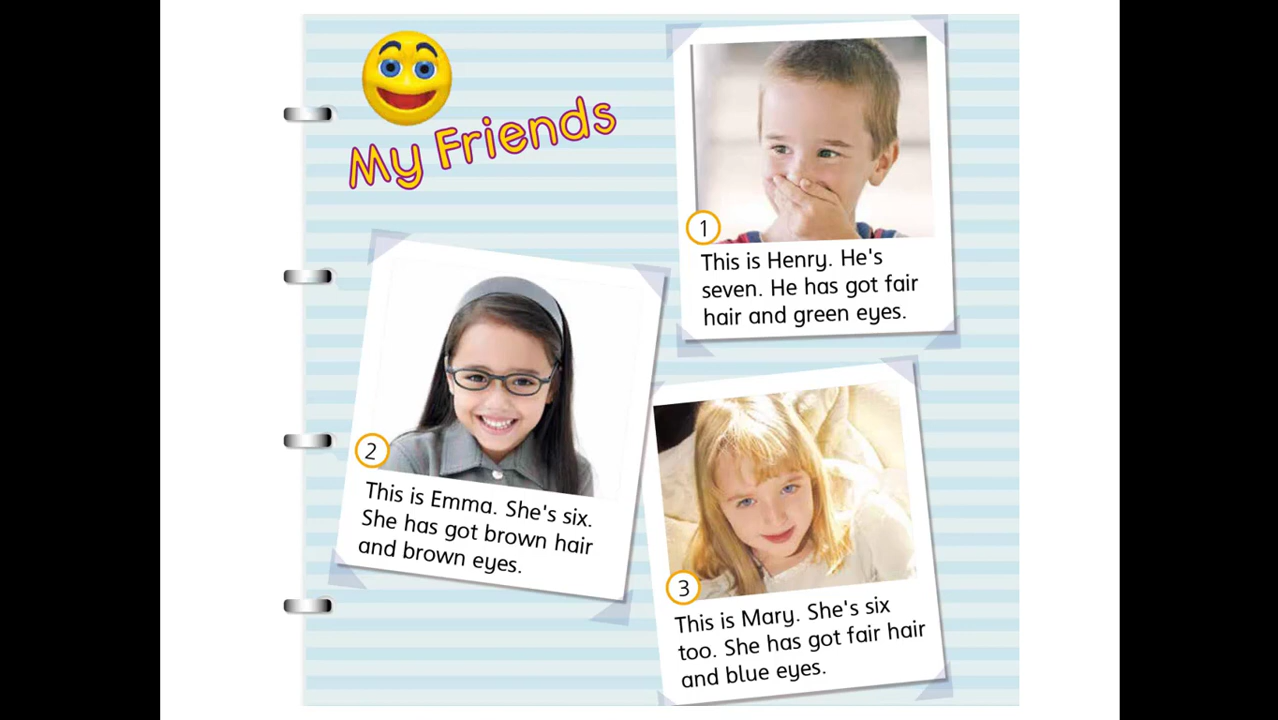 My Friends
1
This is Henry. He's
seven. He has got fair
hair and green eyes.
2
This is Emma. She's six.
She has got brown hair
and brown eyes.
3
This is Mary. She's six
too. She has got fair hair
and blue eyes.